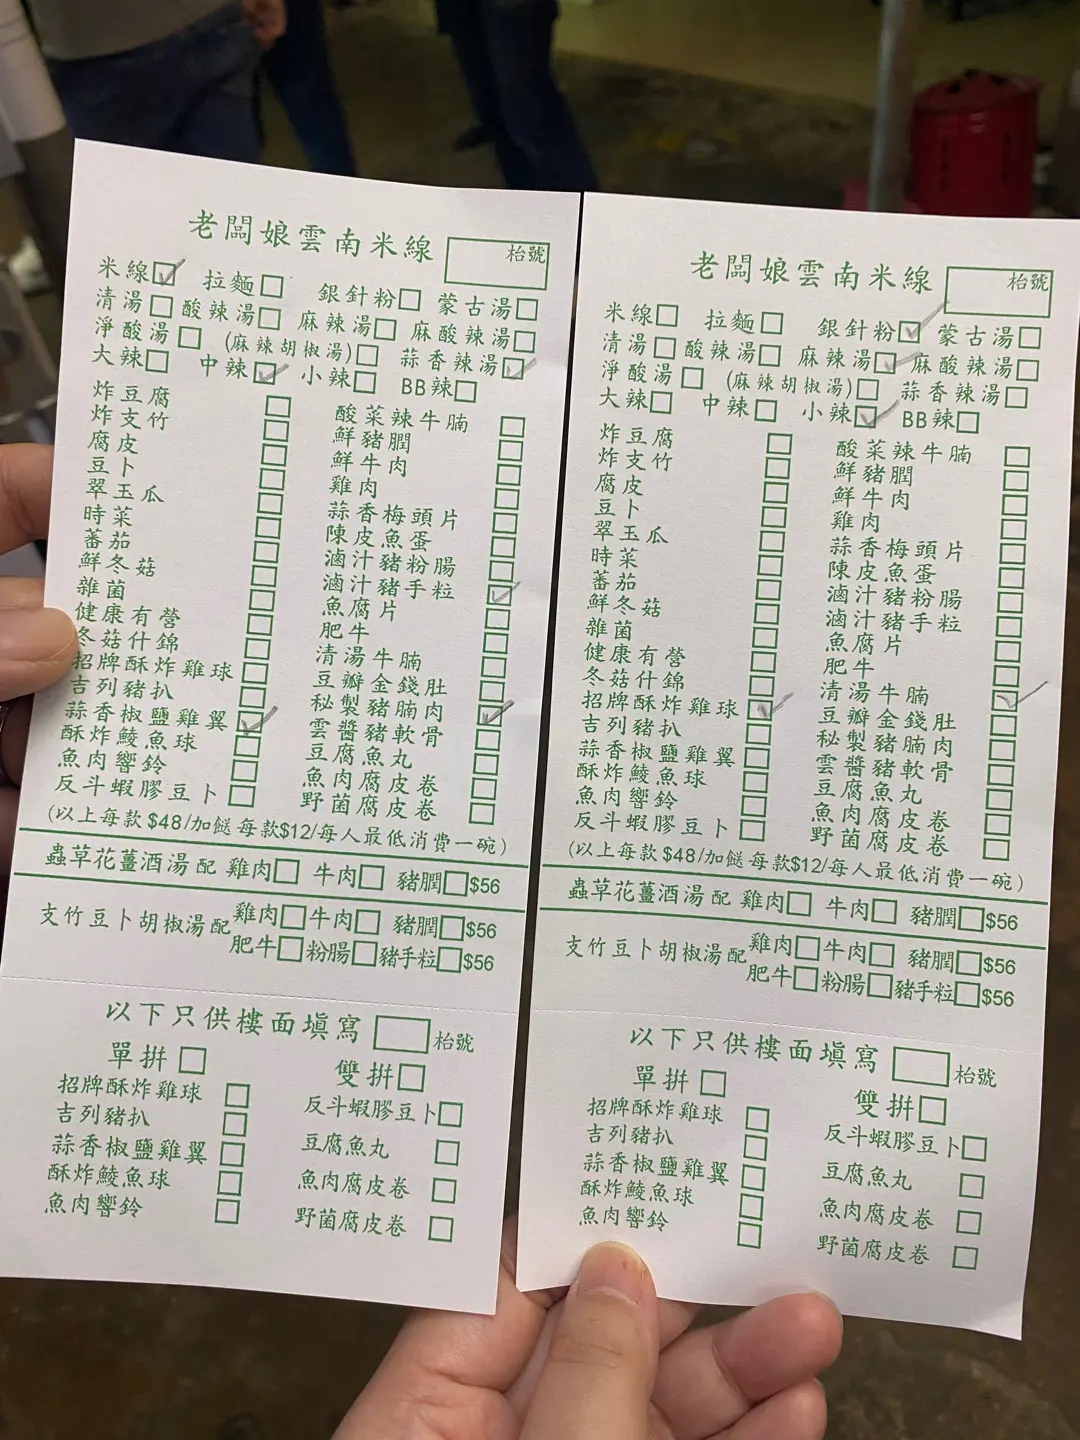 老闆娘雲南米線 枱號
米線☑ 拉麵□ 銀針粉□ 蒙古湯□
清湯□ 酸辣湯□ 麻辣湯□ 麻酸辣湯□
淨酸湯□ (麻辣胡椒湯)□ 蒜香辣湯☑
大辣□ 中辣☑ 小辣□ BB辣□
炸豆腐□ 酸菜辣牛腩□
炸支竹□ 鮮豬膶□
腐皮□ 鮮牛肉□
豆卜□ 雞肉□
翠玉瓜□ 蒜香梅頭片□
時菜□ 陳皮魚蛋□
蕃茄□ 滷汁豬粉腸□
鮮冬菇□ 滷汁豬手粒☑
雜菌□ 魚腐片□
健康有營 肥牛□
冬菇什錦□ 清湯牛腩□
招牌酥炸雞球□ 豆瓣金錢肚□
吉列豬扒□ 秘製豬腩肉☑
蒜香椒鹽雞翼☑ 雲醬豬軟骨□
酥炸鯪魚球□ 豆腐魚丸□
魚肉響鈴□ 魚肉腐皮卷□
反斗蝦膠豆卜□ 野菌腐皮卷□
(以上每款$48/加餸每款$12/每人最低消費一碗)
蟲草花薑酒湯配 雞肉□ 牛肉□ 豬膶□$56
支竹豆卜胡椒湯配 雞肉□ 牛肉□ 豬膶□$56
肥牛□ 粉腸□ 豬手粒□$56
以下只供樓面填寫 枱號
單拚□ 雙拚□
招牌酥炸雞球□ 反斗蝦膠豆卜□
吉列豬扒□ 豆腐魚丸□
蒜香椒鹽雞翼□ 魚肉腐皮卷□
酥炸鯪魚球□ 野菌腐皮卷□
魚肉響鈴□
老闆娘雲南米線 枱號
米線□ 拉麵□ 銀針粉☑ 蒙古湯□
清湯□ 酸辣湯□ 麻辣湯☑ 麻酸辣湯□
淨酸湯□ (麻辣胡椒湯)□ 蒜香辣湯□
大辣□ 中辣□ 小辣☑ BB辣□
炸豆腐□ 酸菜辣牛腩□
炸支竹□ 鮮豬膶□
腐皮□ 鮮牛肉□
豆卜□ 雞肉□
翠玉瓜□ 蒜香梅頭片□
時菜□ 陳皮魚蛋□
蕃茄□ 滷汁豬粉腸□
鮮冬菇□ 滷汁豬手粒□
雜菌□ 魚腐片□
健康有營 肥牛□
冬菇什錦□ 清湯牛腩☑
招牌酥炸雞球☑ 豆瓣金錢肚□
吉列豬扒□ 秘製豬腩肉□
蒜香椒鹽雞翼□ 雲醬豬軟骨□
酥炸鯪魚球□ 豆腐魚丸□
魚肉響鈴□ 魚肉腐皮卷□
反斗蝦膠豆卜□ 野菌腐皮卷□
(以上每款$48/加餸每款$12/每人最低消費一碗)
蟲草花薑酒湯配 雞肉□ 牛肉□ 豬膶□$56
支竹豆卜胡椒湯配 雞肉□ 牛肉□ 豬膶□$56
肥牛□ 粉腸□ 豬手粒□$56
以下只供樓面填寫 枱號
單拚□ 雙拚□
招牌酥炸雞球□ 反斗蝦膠豆卜□
吉列豬扒□ 豆腐魚丸□
蒜香椒鹽雞翼□ 魚肉腐皮卷□
酥炸鯪魚球□ 野菌腐皮卷□
魚肉響鈴□